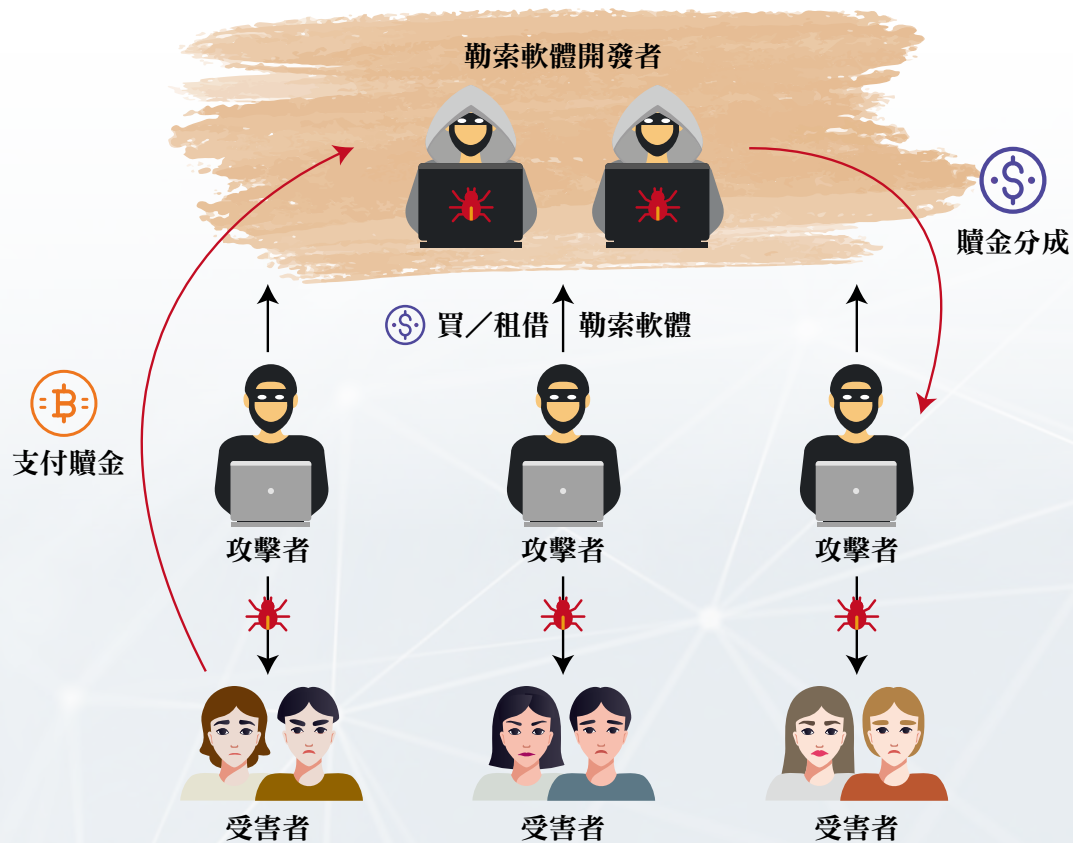 勒索軟體開發者
贖金分成
買／租借 勒索軟體
支付贖金
攻擊者 攻擊者 攻擊者
受害者 受害者 受害者